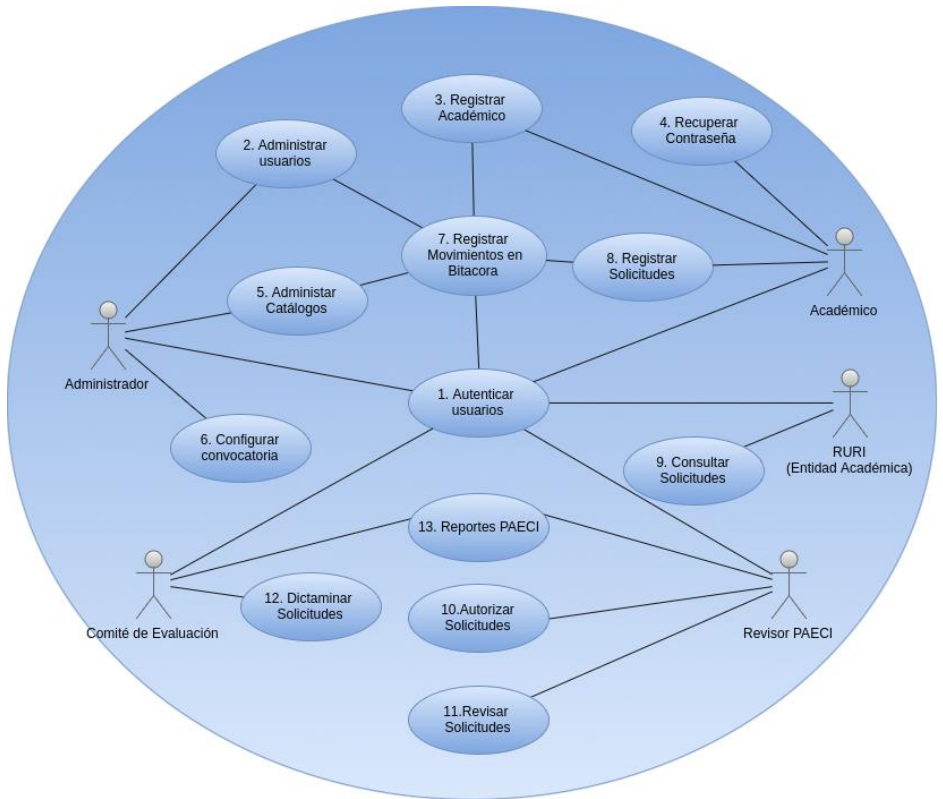 3. Registrar
Académico
4. Recuperar
Contraseña
2. Administrar
usuarios
7. Registrar
Movimientos en
Bitacora
8. Registrar
Solicitudes
5. Administar
Catálogos
Académico
Administrador
1. Autenticar
usuarios
6. Configurar
convocatoria
RURI
(Entidad Académica)
9. Consultar
Solicitudes
13. Reportes PAECI
12. Dictaminar
Solicitudes
10.Autorizar
Solicitudes
Comité de Evaluación
Revisor PAECI
11.Revisar
Solicitudes